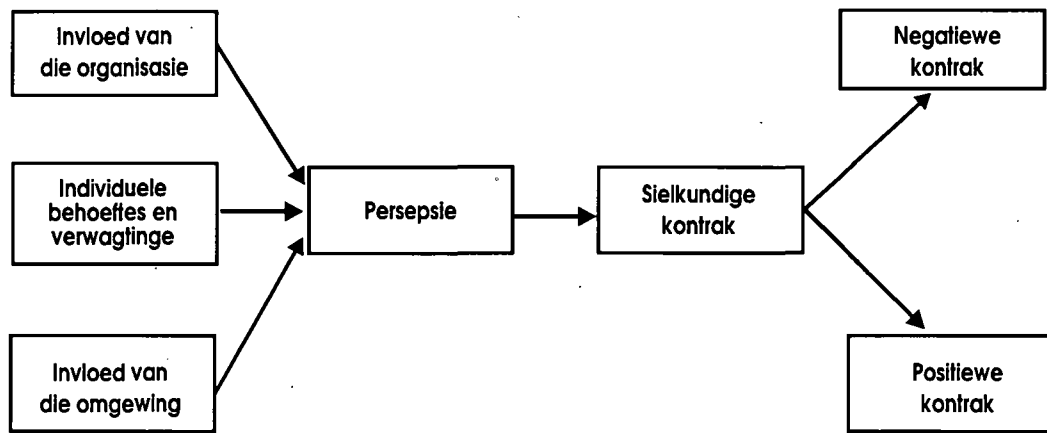 Invloed van
die organisasie
Individuele
behoeftes en
verwagtinge
Invloed van
die omgewing
Persepsie
Sielkundige
kontrak
Negatiewe
kontrak
Positiewe
kontrak